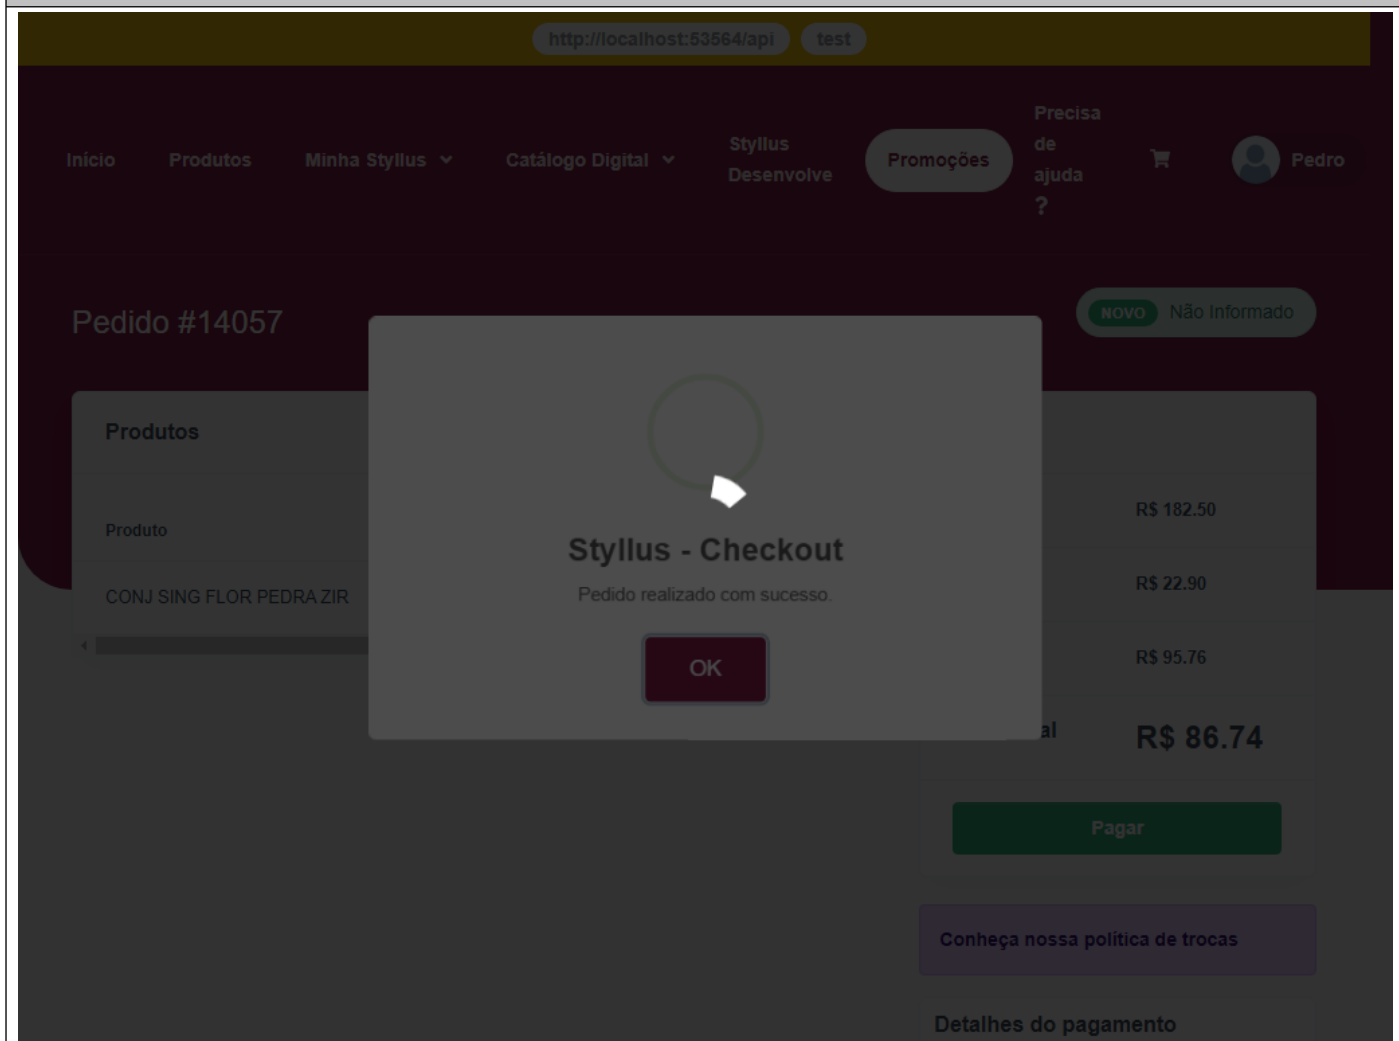 http://localhost:53564/api test
Início Produtos Minha Styllus Catálogo Digital Styllus Desenvolve Promoções Precisa de ajuda ? Pedro
Pedido #14057
NOVO Não Informado
Produtos
Produto
CONJ SING FLOR PEDRA ZIR
Styllus - Checkout
Pedido realizado com sucesso.
OK
R$ 182.50
R$ 22.90
R$ 95.76
al R$ 86.74
Pagar
Conheça nossa política de trocas
Detalhes do pagamento